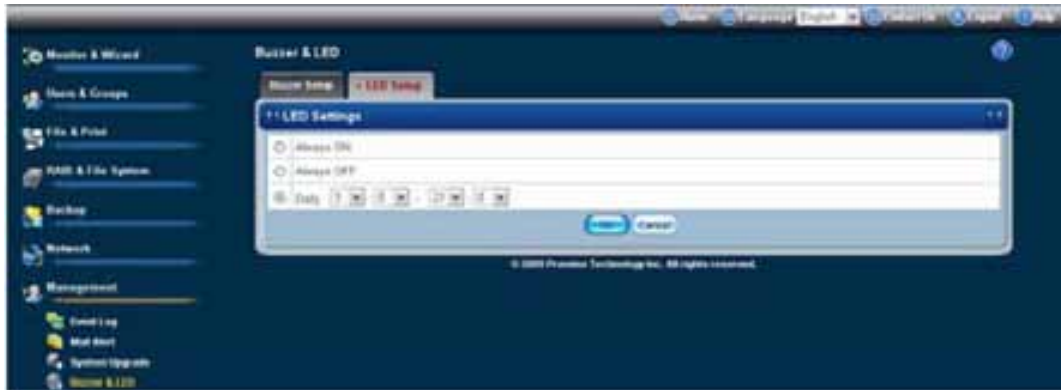 Home Language English Contact Us Logout Help
Monitor & Wizard
Users & Groups
File & Print
RAID & File System
Backup
Network
Management
Event Log
Mail Alert
System Upgrade
Buzzer & LED
Buzzer & LED
Buzzer Setup LED Setup
LED Settings
Always ON
Always OFF
Daily
Cancel
© 2009 Promise Technology Inc. All rights reserved.